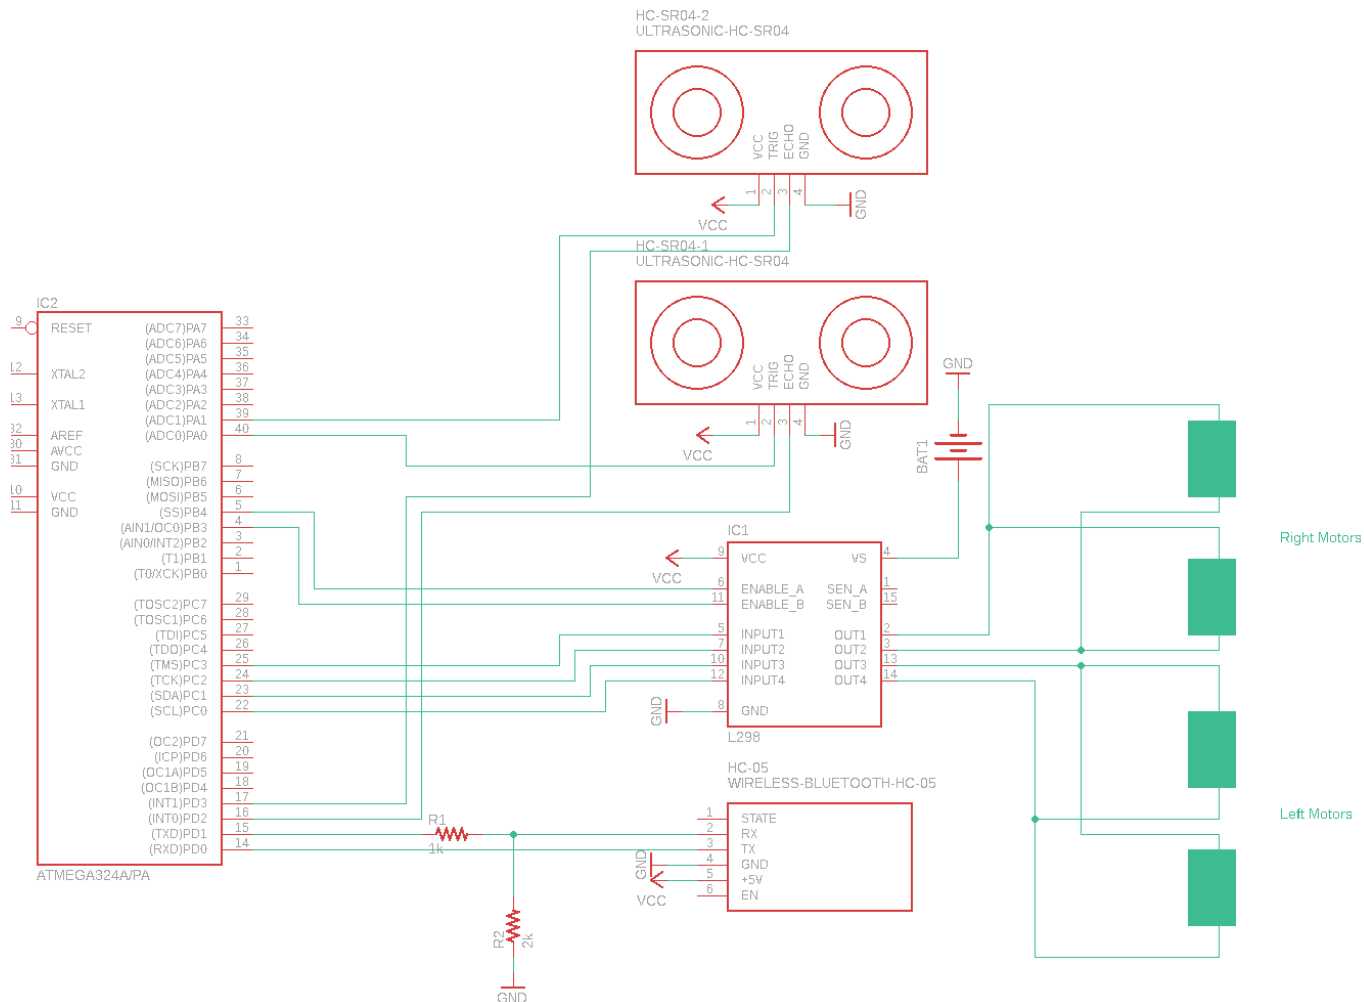 HC-SR04-2
ULTRASONIC-HC-SR04
VCC
TRIG
ECHO
GND
1
2
3
4
VCC
GND
HC-SR04-1
ULTRASONIC-HC-SR04
VCC
TRIG
ECHO
GND
1
2
3
4
VCC
GND
IC2
9 RESET (ADC7)PA7 33
(ADC6)PA6 34
(ADC5)PA5 35
12 XTAL2 (ADC4)PA4 36
(ADC3)PA3 37
13 XTAL1 (ADC2)PA2 38
(ADC1)PA1 39
32 AREF (ADC0)PA0 40
30 AVCC
31 GND (SCK)PB7 8
(MISO)PB6 7
10 VCC (MOSI)PB5 6
11 GND (SS)PB4 5
(AIN1/OC0)PB3 4
(AIN0/INT2)PB2 3
(T1)PB1 2
(T0/XCK)PB0 1
(TOSC2)PC7 29
(TOSC1)PC6 28
(TDI)PC5 27
(TDO)PC4 26
(TMS)PC3 25
(TCK)PC2 24
(SDA)PC1 23
(SCL)PC0 22
(OC2)PD7 21
(ICP)PD6 20
(OC1A)PD5 19
(OC1B)PD4 18
(INT1)PD3 17
(INT0)PD2 16
(TXD)PD1 15
(RXD)PD0 14
ATMEGA324A/PA
GND
BAT1
IC1
VCC
9 VCC VS 4
6 ENABLE_A SEN_A 1
11 ENABLE_B SEN_B 15
5 INPUT1 OUT1 2
7 INPUT2 OUT2 3
10 INPUT3 OUT3 13
12 INPUT4 OUT4 14
GND
8 GND
L298
Right Motors
Left Motors
HC-05
WIRELESS-BLUETOOTH-HC-05
1 STATE
2 RX
3 TX
4 GND
5 +5V
6 EN
GND
VCC
R1
1k
R2
2k
GND